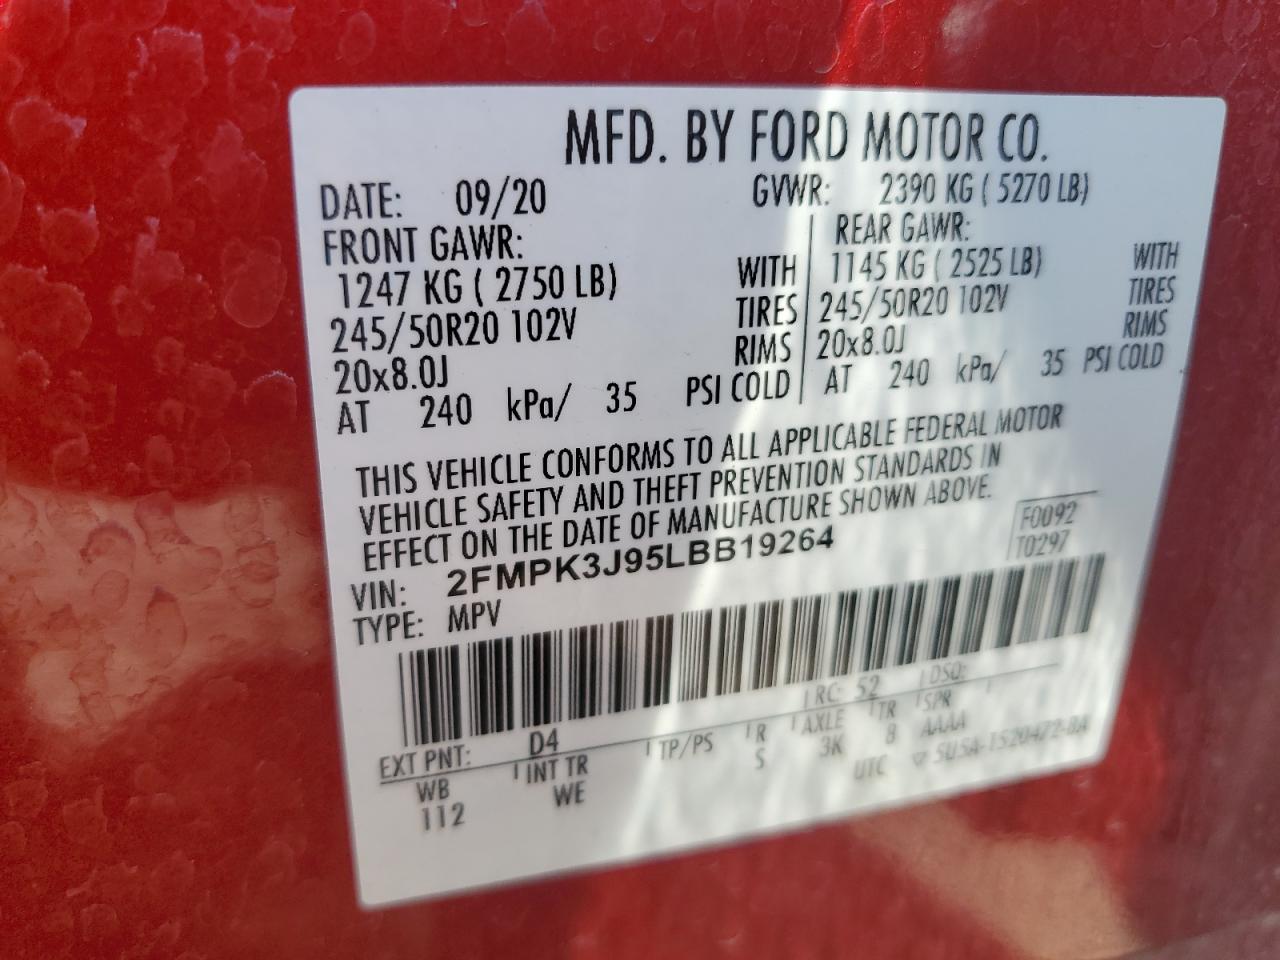 MFD. BY FORD MOTOR CO.
DATE: 09/20 GVWR: 2390 KG ( 5270 LB)
FRONT GAWR: REAR GAWR:
1247 KG ( 2750 LB) WITH 1145 KG ( 2525 LB) WITH
245/50R20 102V TIRES 245/50R20 102V TIRES
20x8.0J RIMS 20x8.0J RIMS
AT 240 kPa/ 35 PSI COLD AT 240 kPa/ 35 PSI COLD
THIS VEHICLE CONFORMS TO ALL APPLICABLE FEDERAL MOTOR
VEHICLE SAFETY AND THEFT PREVENTION STANDARDS IN
EFFECT ON THE DATE OF MANUFACTURE SHOWN ABOVE.
F0092
VIN: 2FMPK3J95LBB19264 T0297
TYPE: MPV
RC: 52 DSO:
EXT PNT: D4
WB INT TR TP/PS R AXLE TR SPR
112 WE S 3K 8 AAAA
UTC ▽ 5U5A-1520472-BA